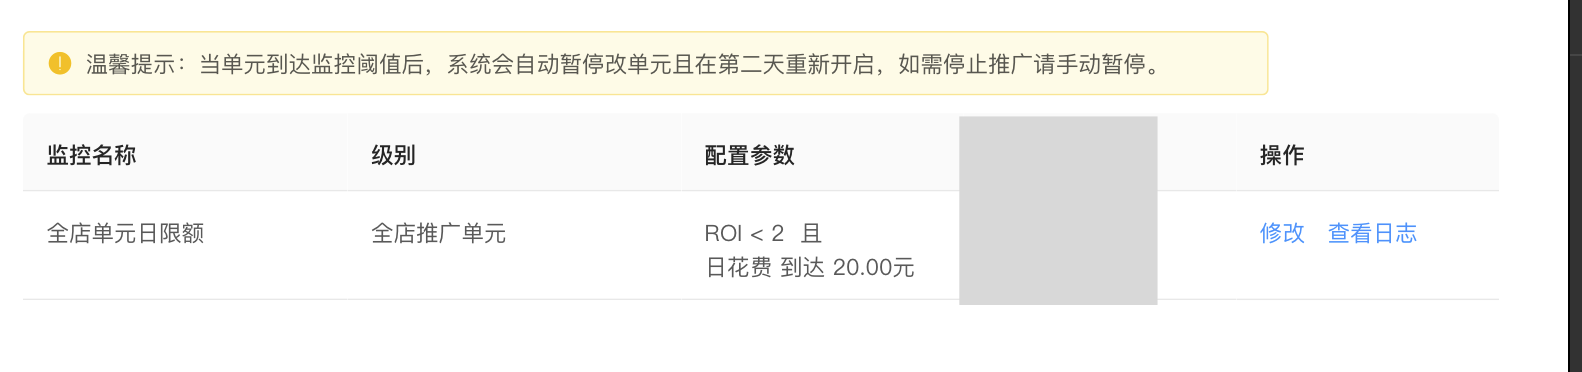 温馨提示：当单元到达监控阈值后，系统会自动暂停改单元且在第二天重新开启，如需停止推广请手动暂停。
监控名称 级别 配置参数 操作
全店单元日限额 全店推广单元 ROI < 2 且 修改 查看日志
日花费 到达 20.00元